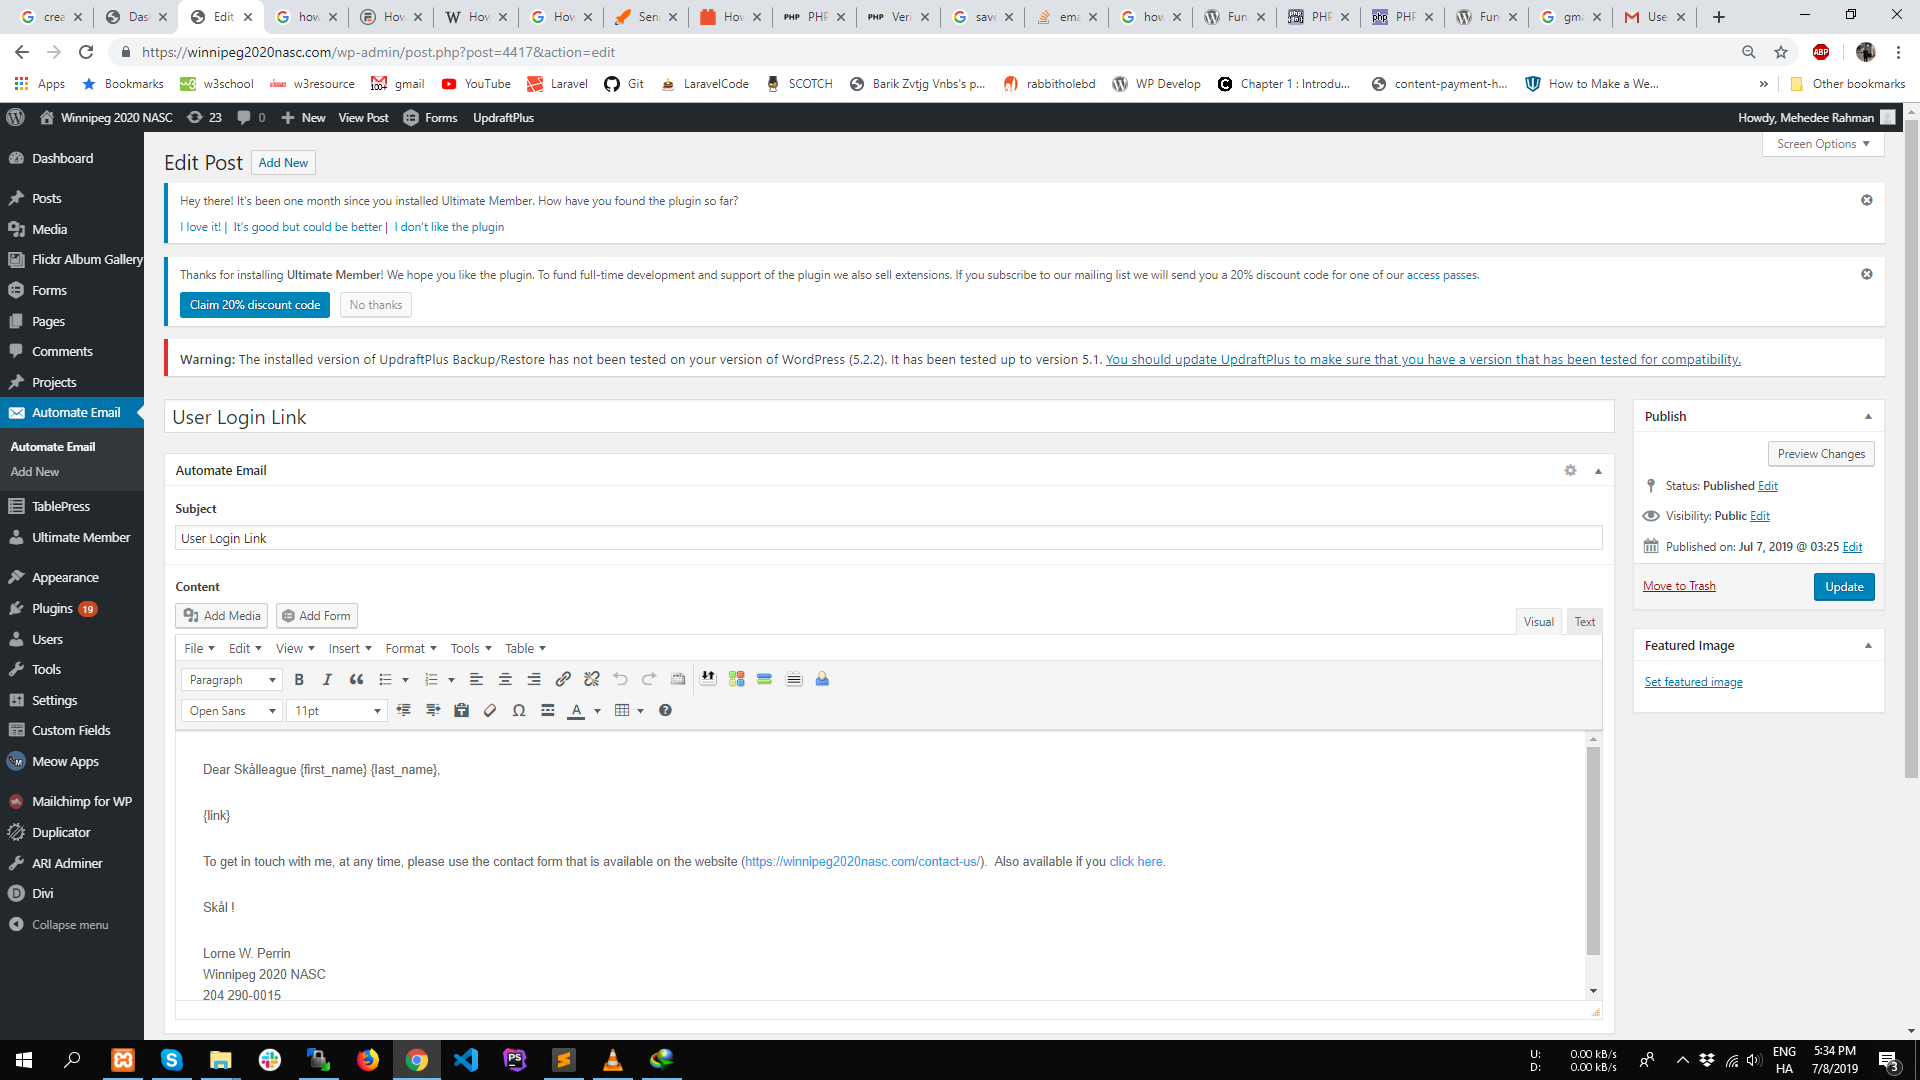 crea
Das
Edit
how
How
How
How
Sen
How
PHP
Veri
save
ema
how
Fun
PHP
PHP
Fun
gma
Use
https://winnipeg2020nasc.com/wp-admin/post.php?post=4417&action=edit
Apps
Bookmarks
w3school
w3resource
gmail
YouTube
Laravel
Git
LaravelCode
SCOTCH
Barik Zvtjg Vnbs's p...
rabbitholebd
WP Develop
Chapter 1 : Introdu...
content-payment-h...
How to Make a We...
»
Other bookmarks
Winnipeg 2020 NASC
23
0
New
View Post
Forms
UpdraftPlus
Howdy, Mehedee Rahman
Dashboard
Posts
Media
Flickr Album Gallery
Forms
Pages
Comments
Projects
Automate Email
Automate Email
Add New
TablePress
Ultimate Member
Appearance
Plugins 19
Users
Tools
Settings
Custom Fields
Meow Apps
Mailchimp for WP
Duplicator
ARI Adminer
Divi
Collapse menu
Screen Options
Edit Post
Add New
Hey there! It's been one month since you installed Ultimate Member. How have you found the plugin so far?
I love it! | It's good but could be better | I don't like the plugin
Thanks for installing Ultimate Member! We hope you like the plugin. To fund full-time development and support of the plugin we also sell extensions. If you subscribe to our mailing list we will send you a 20% discount code for one of our access passes.
Claim 20% discount code
No thanks
Warning: The installed version of UpdraftPlus Backup/Restore has not been tested on your version of WordPress (5.2.2). It has been tested up to version 5.1. You should update UpdraftPlus to make sure that you have a version that has been tested for compatibility.
User Login Link
Automate Email
Subject
User Login Link
Content
Add Media
Add Form
Visual
Text
File
Edit
View
Insert
Format
Tools
Table
Paragraph
Open Sans
11pt
Dear Skålleague {first_name} {last_name},
{link}
To get in touch with me, at any time, please use the contact form that is available on the website (https://winnipeg2020nasc.com/contact-us/). Also available if you click here.
Skål !
Lorne W. Perrin
Winnipeg 2020 NASC
204 290-0015
Publish
Preview Changes
Status: Published Edit
Visibility: Public Edit
Published on: Jul 7, 2019 @ 03:25 Edit
Move to Trash
Update
Featured Image
Set featured image
U: 0.00 kB/s
D: 0.00 kB/s
ENG
HA
5:34 PM
7/8/2019
3